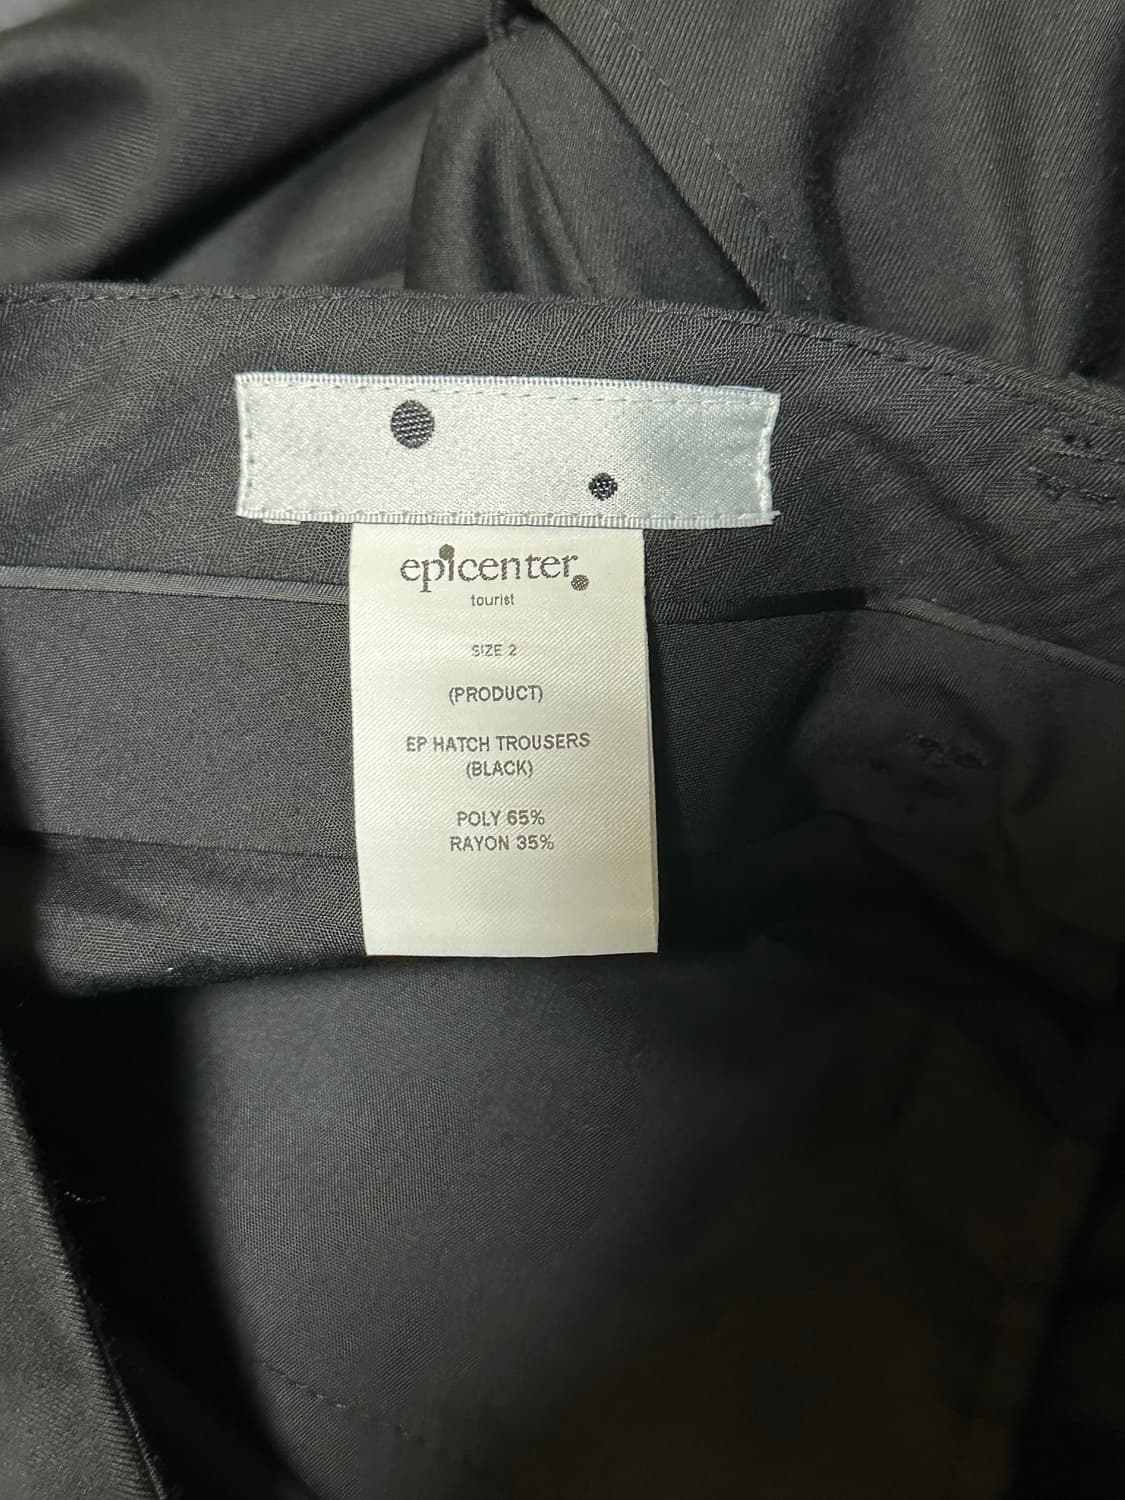 epicenter
tourist
SIZE 2
(PRODUCT)
EP HATCH TROUSERS
(BLACK)
POLY 65%
RAYON 35%